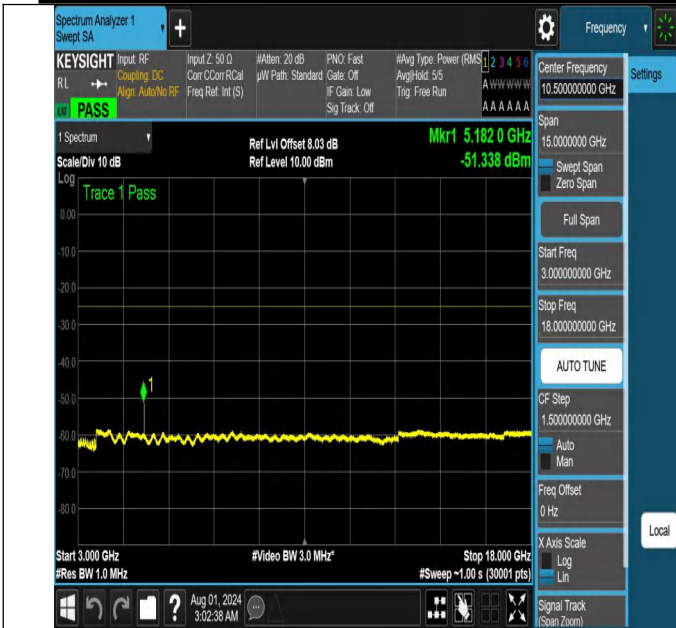 Spectrum Analyzer 1
Swept SA
+
Frequency
KEYSIGHT
RL
PASS
Input: RF
Coupling: DC
Align: Auto/No RF
Input Z: 50 Ω
Corr CCorr RCal
Freq Ref: Int (S)
#Atten: 20 dB
µW Path: Standard
PNO: Fast
Gate: Off
IF Gain: Low
Sig Track: Off
#Avg Type: Power (RMS
Avg|Hold: 5/5
Trig: Free Run
1 2 3 4 5 6
A W W W W W
A A A A A A
1 Spectrum
Scale/Div 10 dB
Log
Ref Lvl Offset 8.03 dB
Ref Level 10.00 dBm
Mkr1 5.182 0 GHz
-51.338 dBm
Trace 1 Pass
0.00
-10.0
-20.0
-30.0
-40.0
-50.0
-60.0
-70.0
-80.0
1
Start 3.000 GHz
#Res BW 1.0 MHz
#Video BW 3.0 MHz*
Stop 18.000 GHz
#Sweep ~1.00 s (30001 pts)
?
Aug 01, 2024
3:02:38 AM
Center Frequency
10.500000000 GHz
Span
15.0000000 GHz
Swept Span
Zero Span
Full Span
Start Freq
3.000000000 GHz
Stop Freq
18.000000000 GHz
AUTO TUNE
CF Step
1.500000000 GHz
Auto
Man
Freq Offset
0 Hz
X Axis Scale
Log
Lin
Signal Track
(Span Zoom)
Settings
Local